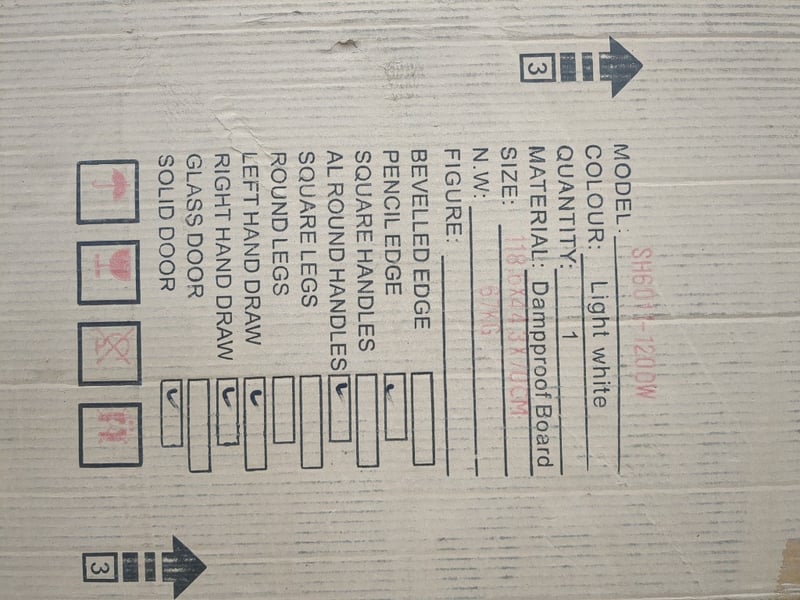 3
MODEL:
COLOUR: Light white
QUANTITY: 1
MATERIAL: Dampproof Board
SIZE:
N.W: 67KG
FIGURE:
BEVELLED EDGE
PENCIL EDGE
SQUARE HANDLES
AL ROUND HANDLES
SQUARE LEGS
ROUND LEGS
LEFT HAND DRAW
RIGHT HAND DRAW
GLASS DOOR
SOLID DOOR
3